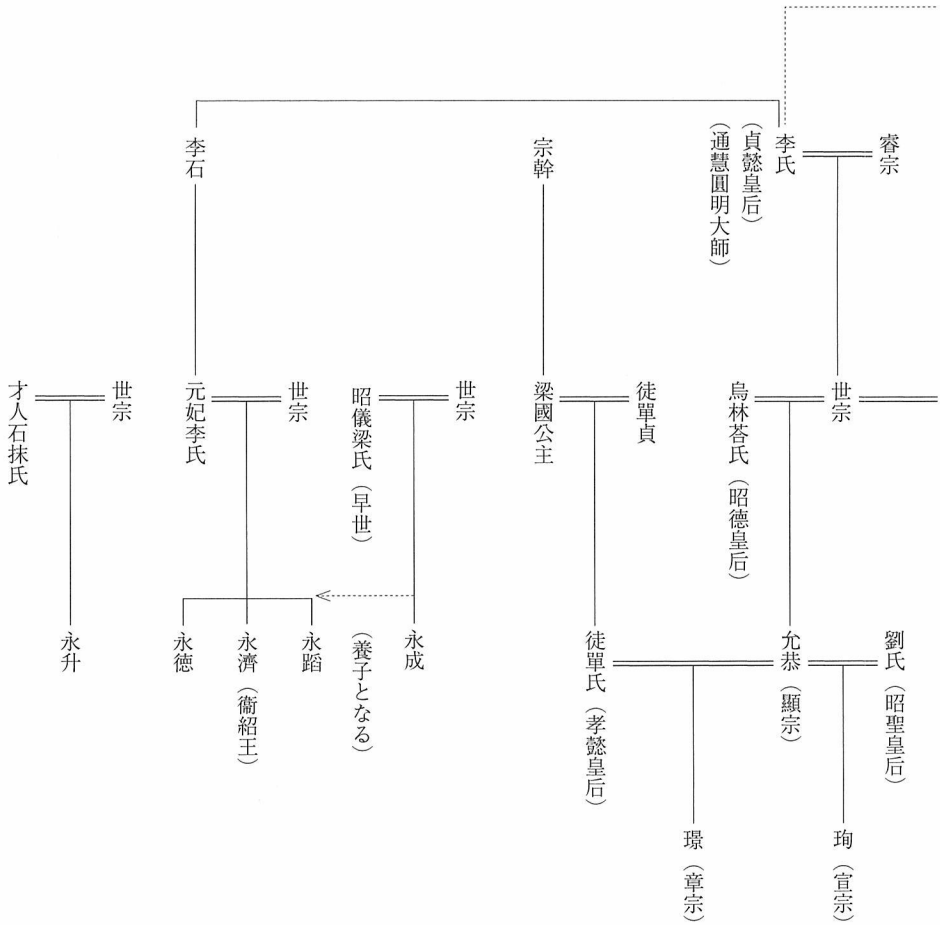 睿宗
李氏
（貞懿皇后）
（通慧圓明大師）
宗幹
李石
世宗
烏林荅氏（昭德皇后）
徒單貞
梁國公主
世宗
昭儀梁氏（早世）
世宗
元妃李氏
世宗
才人石抹氏
劉氏（昭聖皇后）
允恭（顯宗）
徒單氏（孝懿皇后）
永成
（養子となる）
永蹈
永濟（衞紹王）
永德
永升
珣（宣宗）
璟（章宗）